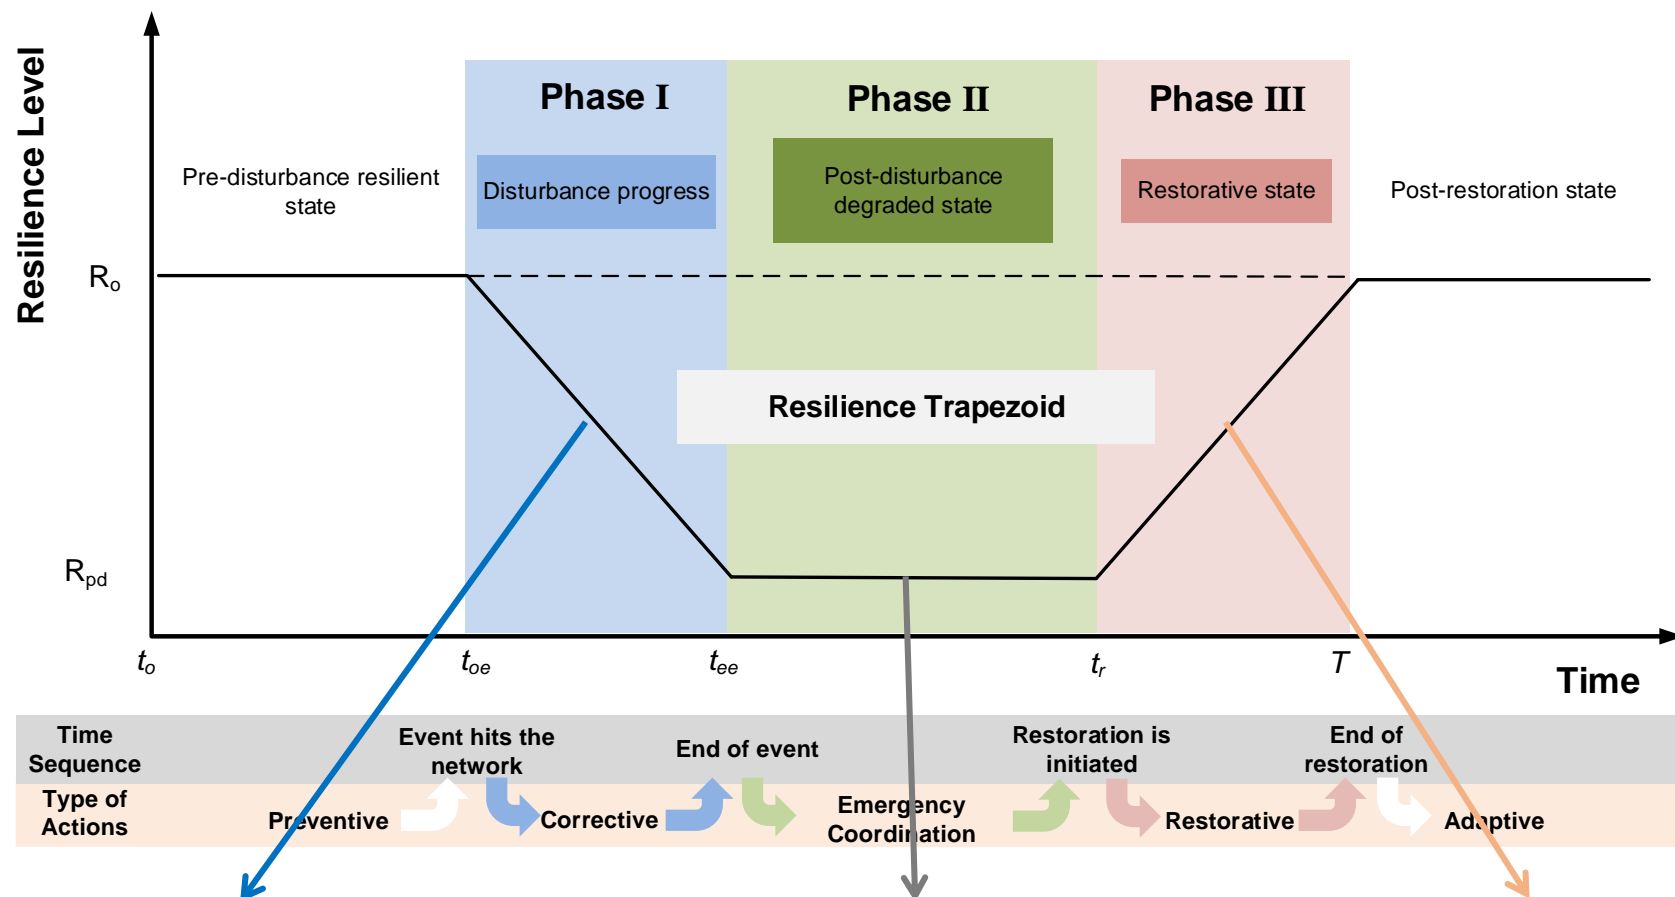 Resilience Level
Phase I
Phase II
Phase III
Pre-disturbance resilient
state
Disturbance progress
Post-disturbance
degraded state
Restorative state
Post-restoration state
Ro
Resilience Trapezoid
Rpd
to
toe
tee
tr
T
Time
Time
Sequence
Event hits the
network
End of event
Restoration is
initiated
End of
restoration
Type of
Actions
Preventive
Corrective
Emergency
Coordination
Restorative
Adaptive